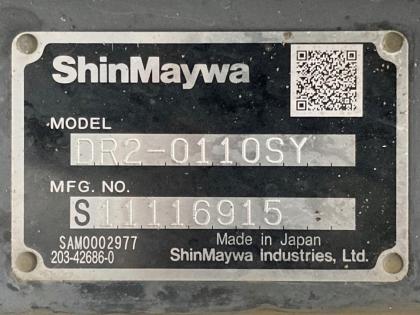 ShinMaywa
MODEL
DR2-0110SY
MFG. NO.
S11116915
SAM0002977
203-42686-0
Made in Japan
ShinMaywa Industries, Ltd.